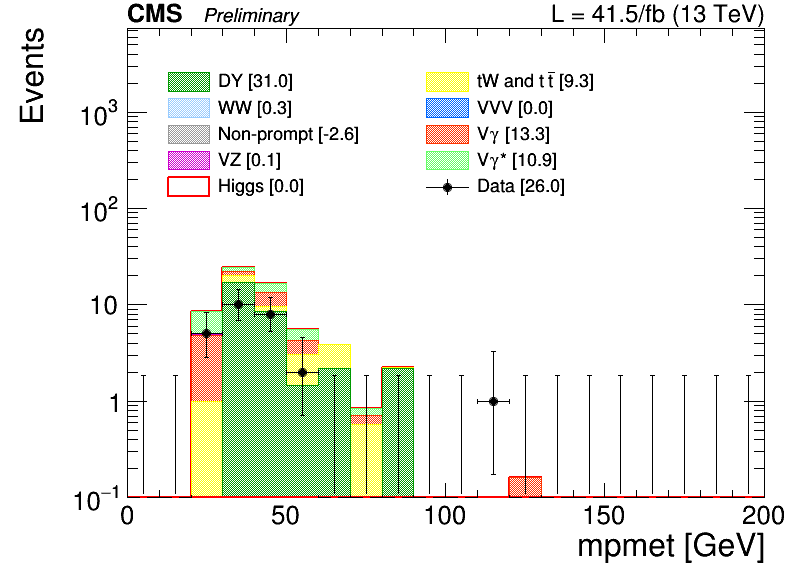 CMS Preliminary L = 41.5/fb (13 TeV)
Events
DY [31.0] tW and tt̅ [9.3]
WW [0.3] VVV [0.0]
Non-prompt [-2.6] Vγ [13.3]
VZ [0.1] Vγ* [10.9]
Higgs [0.0] Data [26.0]
10³
10²
10
1
10⁻¹
0 50 100 150 200
mpmet [GeV]